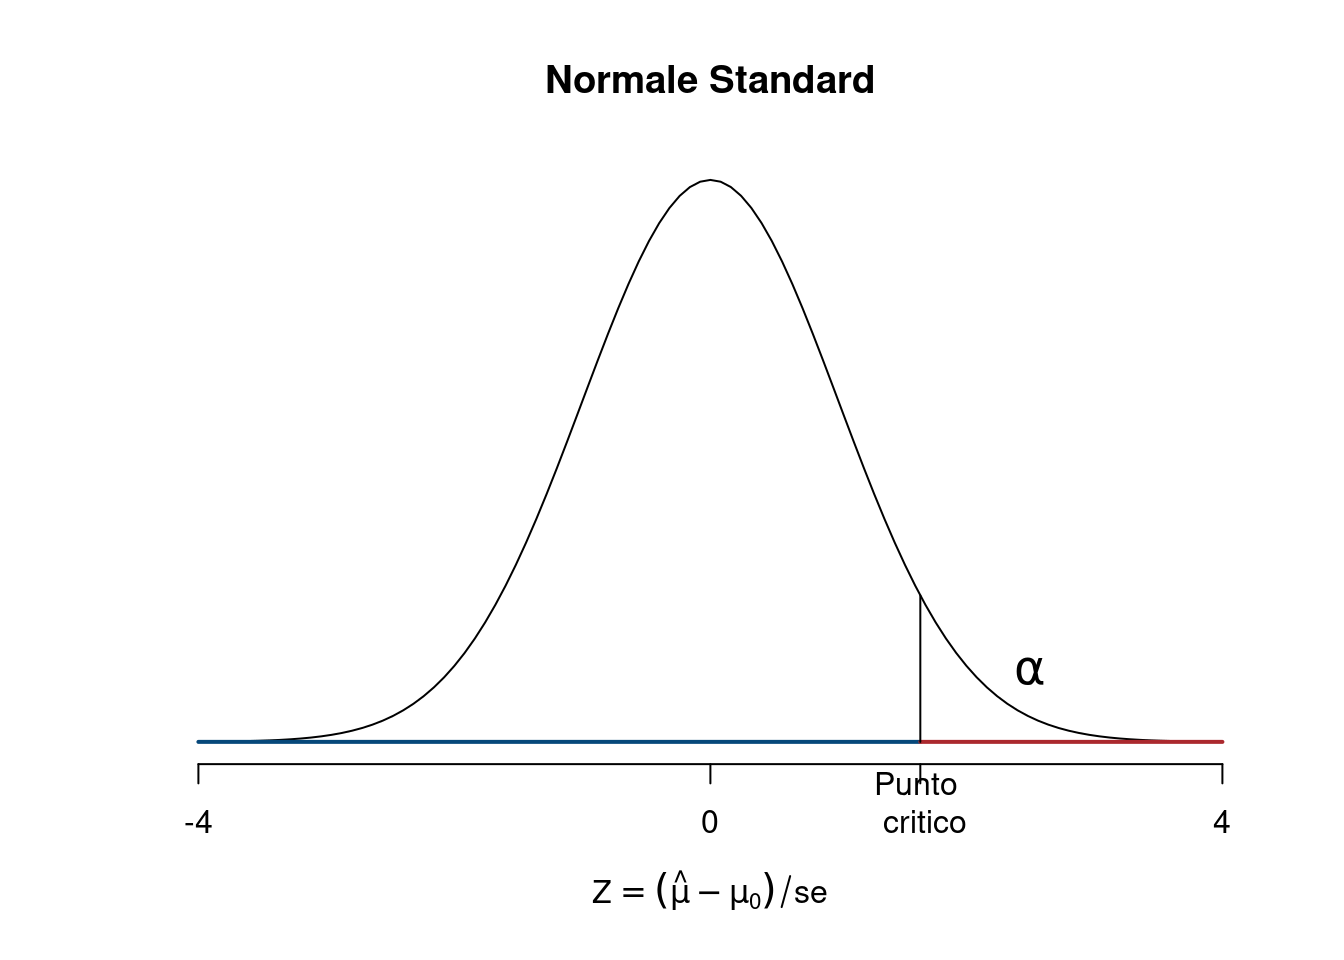 Normale Standard
α
Punto
-4 0 critico 4
Z = (μ̂ − μ₀)/se